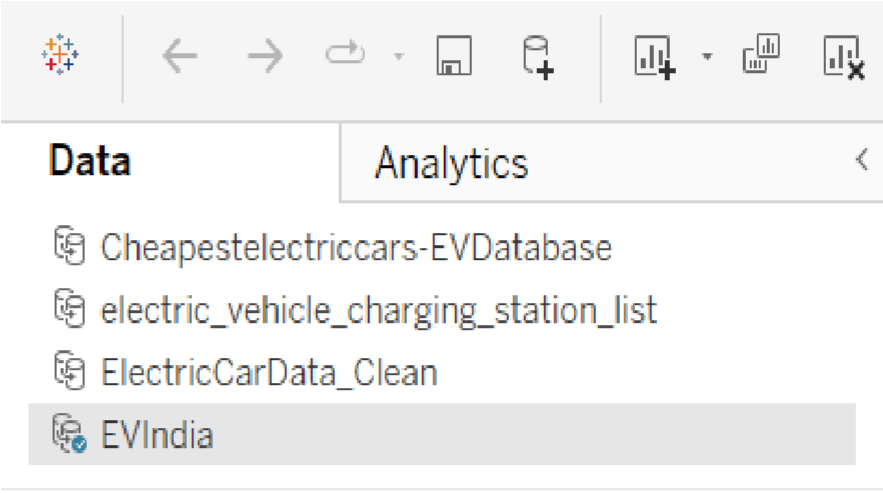 Data
Analytics
Cheapestelectriccars-EVDatabase
electric_vehicle_charging_station_list
ElectricCarData_Clean
EVIndia